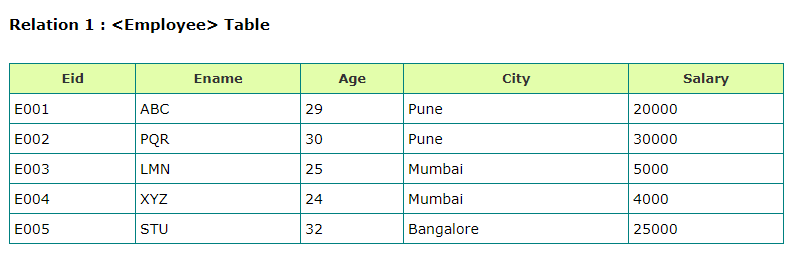 Relation 1 : <Employee> Table
Eid Ename Age City Salary
E001 ABC 29 Pune 20000
E002 PQR 30 Pune 30000
E003 LMN 25 Mumbai 5000
E004 XYZ 24 Mumbai 4000
E005 STU 32 Bangalore 25000